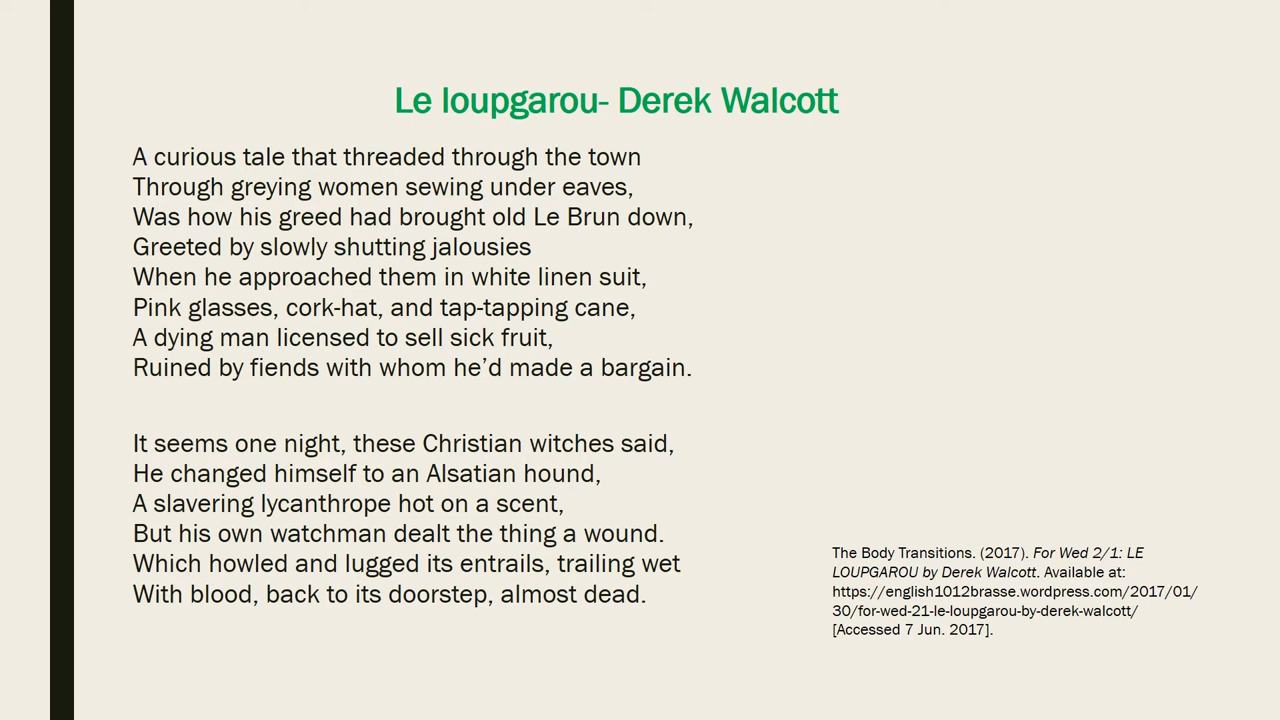 Le loupgarou- Derek Walcott
A curious tale that threaded through the town
Through greying women sewing under eaves,
Was how his greed had brought old Le Brun down,
Greeted by slowly shutting jalousies
When he approached them in white linen suit,
Pink glasses, cork-hat, and tap-tapping cane,
A dying man licensed to sell sick fruit,
Ruined by fiends with whom he’d made a bargain.
It seems one night, these Christian witches said,
He changed himself to an Alsatian hound,
A slavering lycanthrope hot on a scent,
But his own watchman dealt the thing a wound.
Which howled and lugged its entrails, trailing wet
With blood, back to its doorstep, almost dead.
The Body Transitions. (2017). For Wed 2/1: LE
LOUPGAROU by Derek Walcott. Available at:
https://english1012brasse.wordpress.com/2017/01/
30/for-wed-21-le-loupgarou-by-derek-walcott/
[Accessed 7 Jun. 2017].